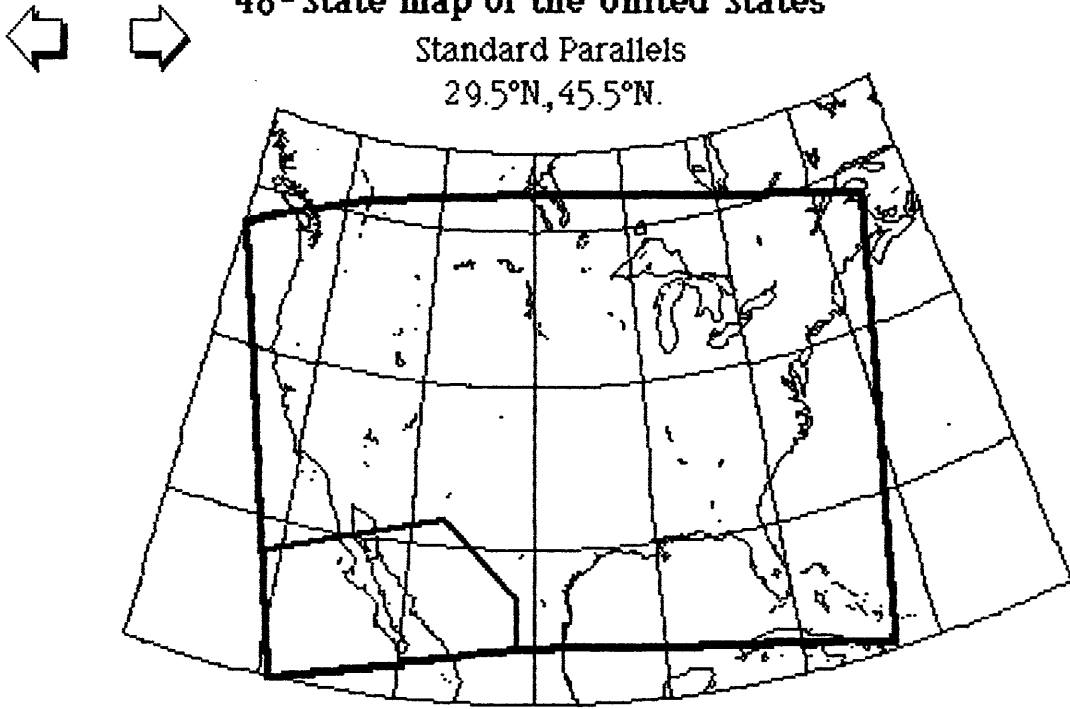 48-State map of the United States
Standard Parallels
29.5°N., 45.5°N.